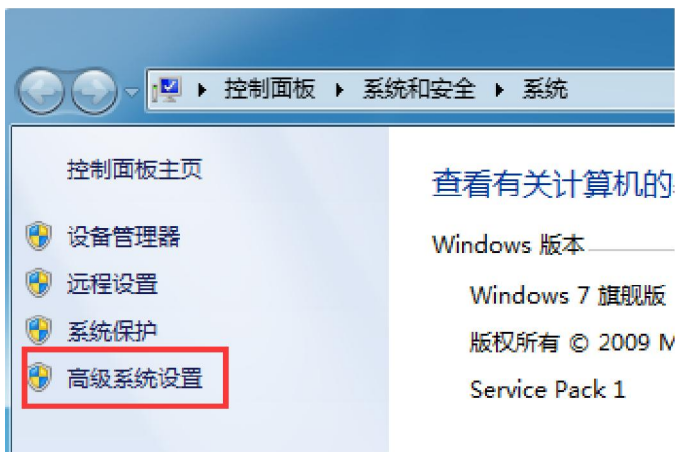 控制面板 系统和安全 系统
控制面板主页
设备管理器
远程设置
系统保护
高级系统设置
查看有关计算机的
Windows 版本
Windows 7 旗舰版
版权所有 © 2009 M
Service Pack 1